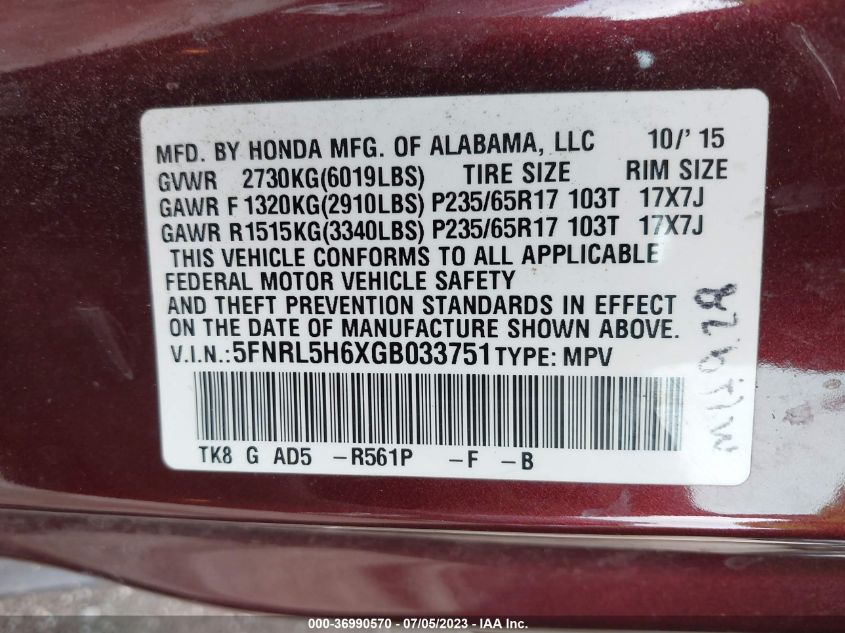 MFD. BY HONDA MFG. OF ALABAMA, LLC 10/'15
GVWR 2730KG(6019LBS) TIRE SIZE RIM SIZE
GAWR F 1320KG(2910LBS) P235/65R17 103T 17X7J
GAWR R 1515KG(3340LBS) P235/65R17 103T 17X7J
THIS VEHICLE CONFORMS TO ALL APPLICABLE
FEDERAL MOTOR VEHICLE SAFETY
AND THEFT PREVENTION STANDARDS IN EFFECT
ON THE DATE OF MANUFACTURE SHOWN ABOVE.
V.I.N.:5FNRL5H6XGB033751 TYPE: MPV
TK8 G AD5 -R561P -F -B
000-36990570 - 07/05/2023 - IAA Inc.